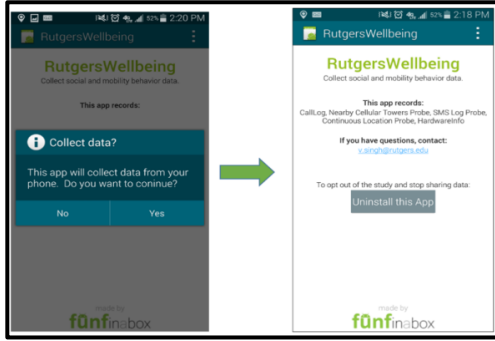 52% 2:20 PM
RutgersWellbeing
RutgersWellbeing
Collect social and mobility behavior data.
This app records:
Collect data?
This app will collect data from your
phone. Do you want to coninue?
No Yes
made by
funfinabox
52% 2:18 PM
RutgersWellbeing
RutgersWellbeing
Collect social and mobility behavior data.
This app records:
CallLog, Nearby Cellular Towers Probe, SMS Log Probe,
Continuous Location Probe, HardwareInfo
If you have questions, contact:
v.singh@rutgers.edu
To opt out of the study and stop sharing data:
Uninstall this App
made by
funfinabox